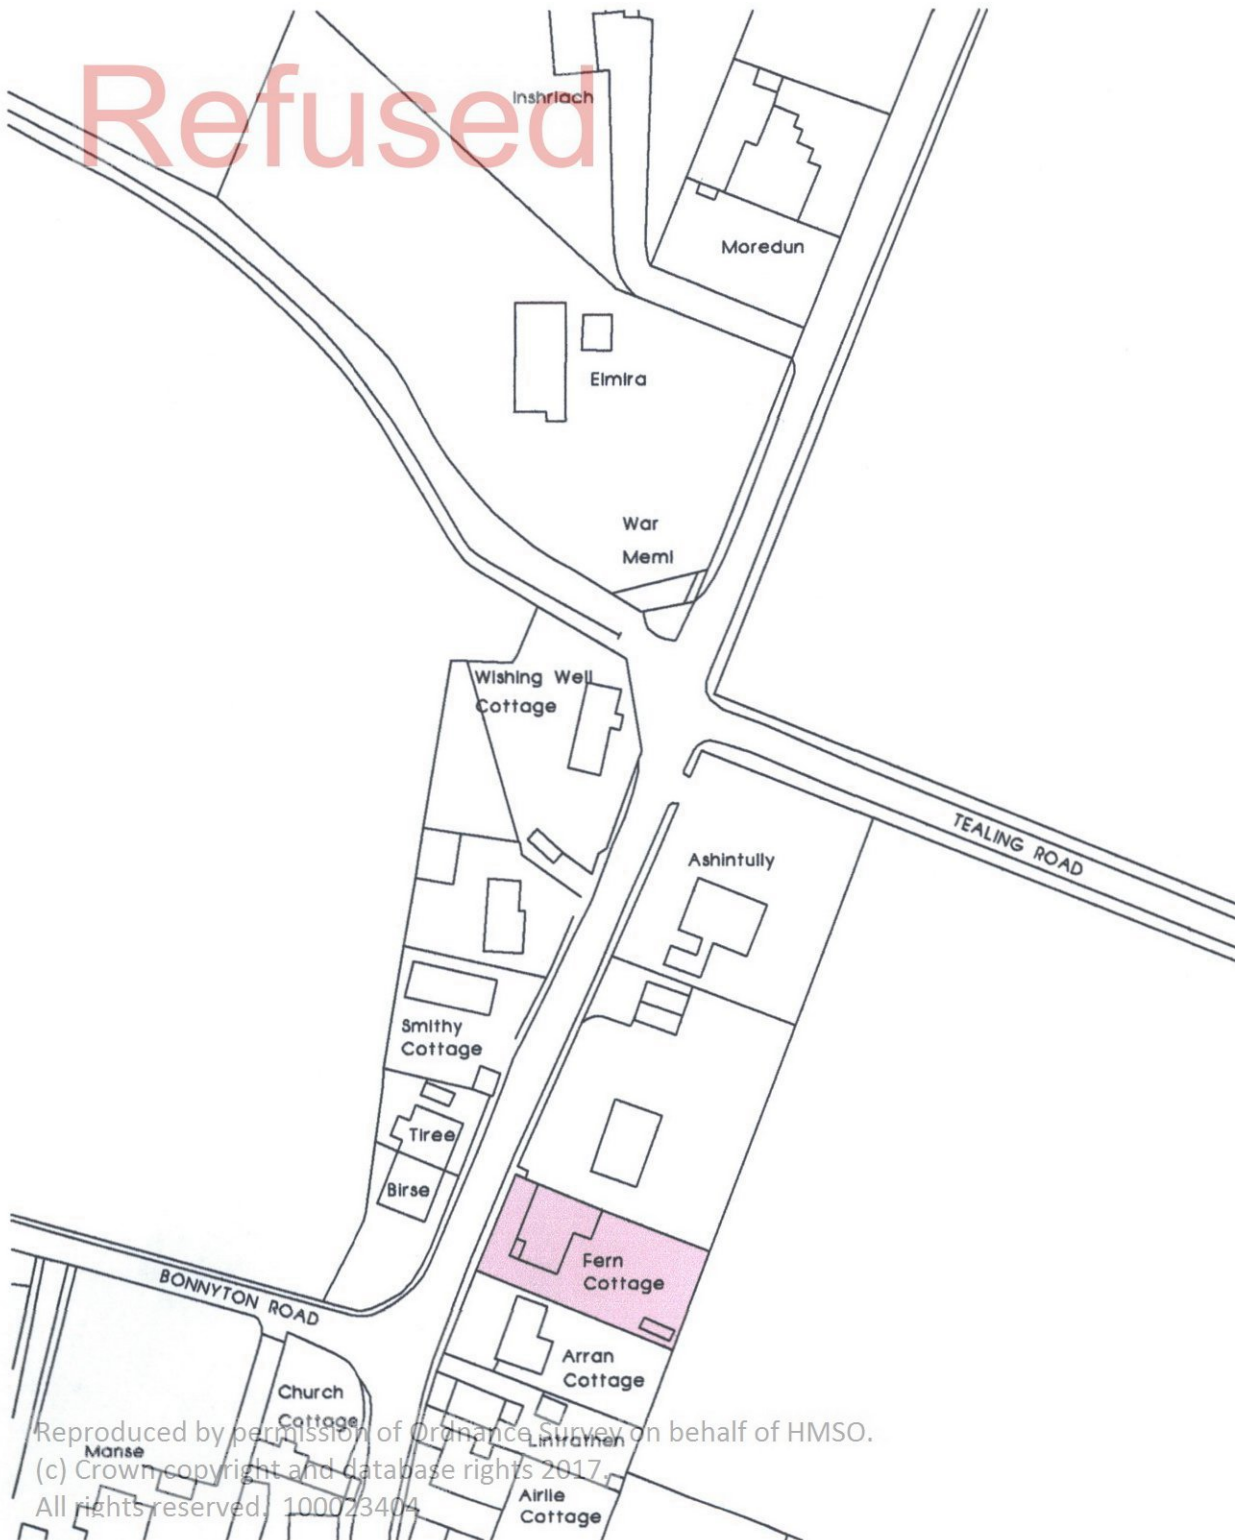 Refused
Inshriach
Moredun
Elmira
War
Meml
Wishing Well
Cottage
TEALING ROAD
Ashintully
Smithy
Cottage
Tiree
Birse
Fern
Cottage
BONNYTON ROAD
Arran
Cottage
Church
Cottage
Lintrathen
Manse
Airlie
Cottage
Reproduced by permission of Ordnance Survey on behalf of HMSO.
(c) Crown copyright and database rights 2017.
All rights reserved. 100023404